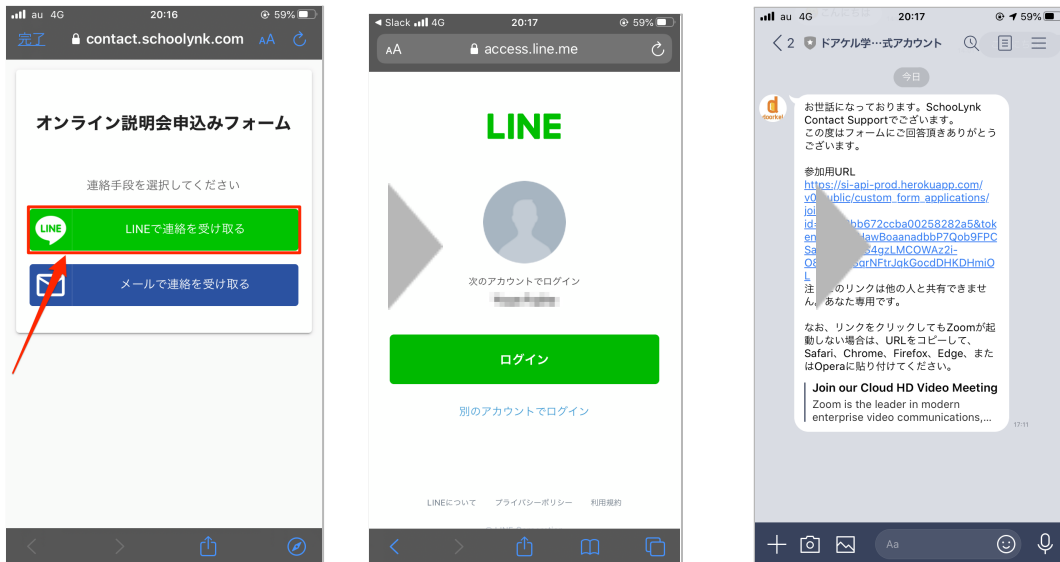 au 4G 20:16 59%
完了 contact.schoolynk.com AA
オンライン説明会申込みフォーム
連絡手段を選択してください
LINE LINEで連絡を受け取る
メールで連絡を受け取る
Slack 4G 20:17 59%
AA access.line.me
LINE
次のアカウントでログイン
ログイン
別のアカウントでログイン
LINEについて プライバシーポリシー 利用規約
au 4G 20:17 59%
2 ドアケル学…式アカウント
今日
d
doorkel
お世話になっております。SchooLynk
Contact Supportでございます。
この度はフォームにご回答頂きありがとう
ございます。
参加用URL
https://si-api-prod.herokuapp.com/
custom_form_applications/
L
注
のリンクは他の人と共有できませ
ん。あなた専用です。
なお、リンクをクリックしてもZoomが起
動しない場合は、URLをコピーして、
Safari、Chrome、Firefox、Edge、また
はOperaに貼り付けてください。
Join our Cloud HD Video Meeting
Zoom is the leader in modern
enterprise video communications,...
17:11
Aa